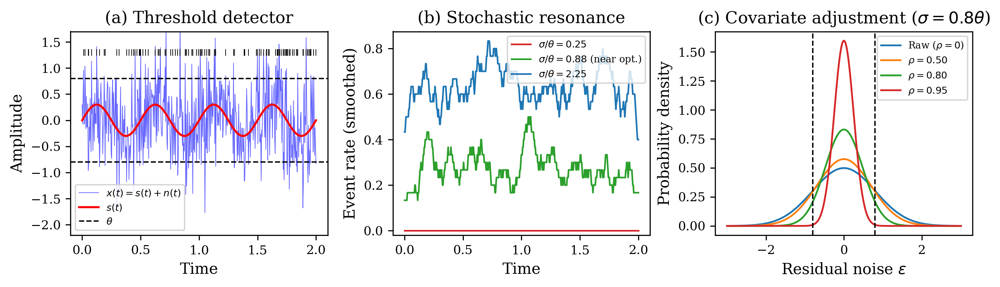 (a) Threshold detector
Amplitude
1.5
1.0
0.5
0.0
−0.5
−1.0
−1.5
−2.0
x(t) = s(t) + n(t)
s(t)
θ
0.0 0.5 1.0 1.5 2.0
Time
(b) Stochastic resonance
Event rate (smoothed)
0.8
0.6
0.4
0.2
0.0
σ/θ = 0.25
σ/θ = 0.88 (near opt.)
σ/θ = 2.25
0.0 0.5 1.0 1.5 2.0
Time
(c) Covariate adjustment (σ = 0.8θ)
Probability density
1.50
1.25
1.00
0.75
0.50
0.25
0.00
Raw (ρ = 0)
ρ = 0.50
ρ = 0.80
ρ = 0.95
−2 0 2
Residual noise ε